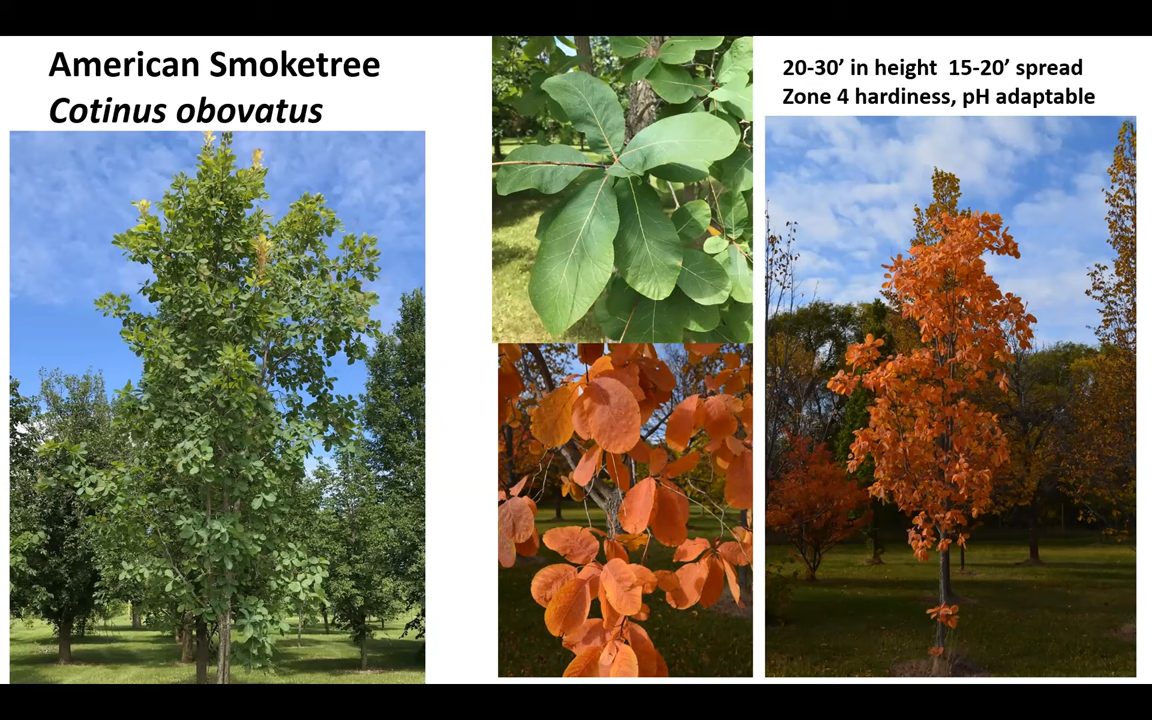 American Smoketree
Cotinus obovatus
20-30’ in height  15-20’ spread
Zone 4 hardiness, pH adaptable